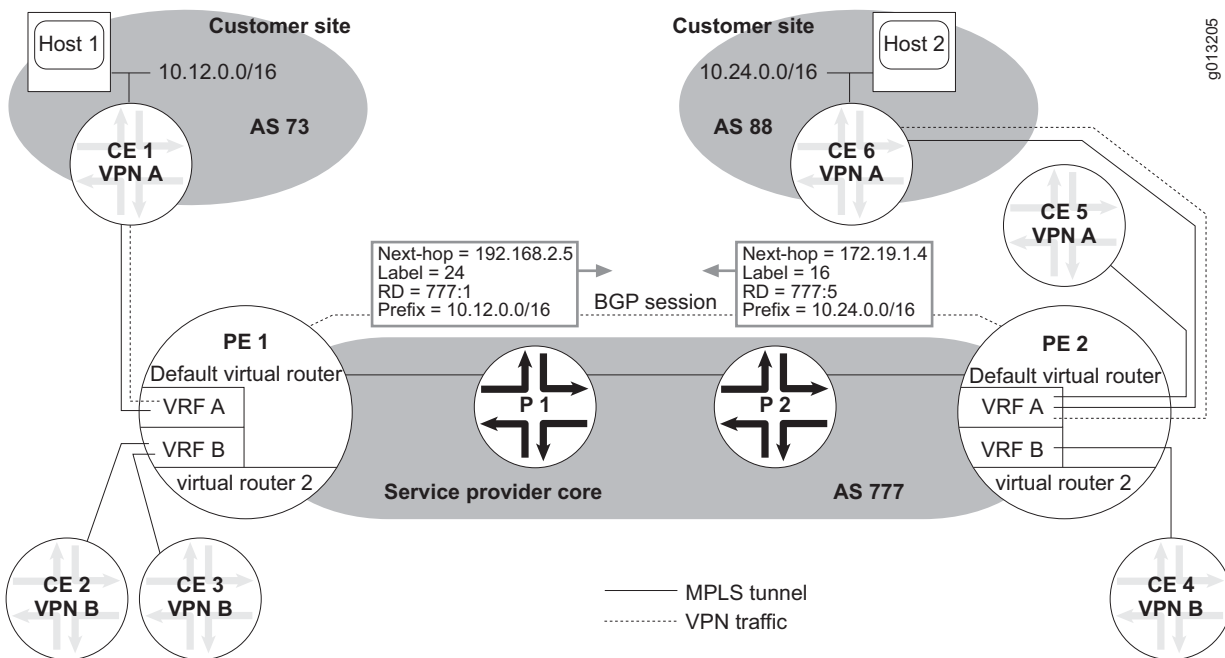 Customer site
Host 1
10.12.0.0/16
AS 73
CE 1
VPN A
Customer site
Host 2
10.24.0.0/16
AS 88
CE 6
VPN A
g013205
CE 5
VPN A
Next-hop = 192.168.2.5
Label = 24
RD = 777:1
Prefix = 10.12.0.0/16
BGP session
Next-hop = 172.19.1.4
Label = 16
RD = 777:5
Prefix = 10.24.0.0/16
PE 1
Default virtual router
VRF A
VRF B
virtual router 2
P 1
P 2
Service provider core
AS 777
PE 2
Default virtual router
VRF A
VRF B
virtual router 2
CE 2
VPN B
CE 3
VPN B
MPLS tunnel
VPN traffic
CE 4
VPN B